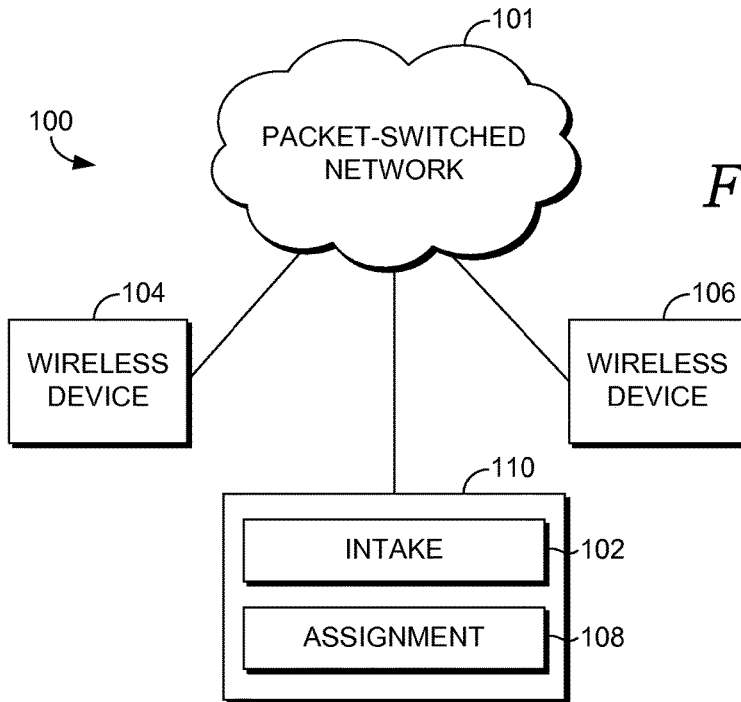 101
100
PACKET-SWITCHED
NETWORK
F
104
106
WIRELESS
DEVICE
WIRELESS
DEVICE
110
INTAKE
102
ASSIGNMENT
108